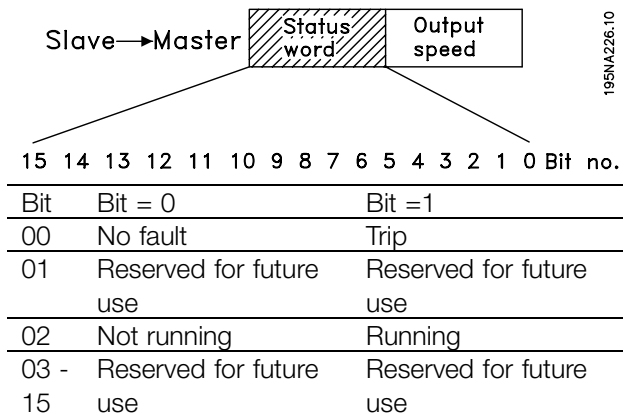 Slave→Master Status word Output speed
195NA226.10
15 14 13 12 11 10 9 8 7 6 5 4 3 2 1 0 Bit no.
Bit Bit = 0 Bit =1
00 No fault Trip
01 Reserved for future use Reserved for future use
02 Not running Running
03 - 15 Reserved for future use Reserved for future use